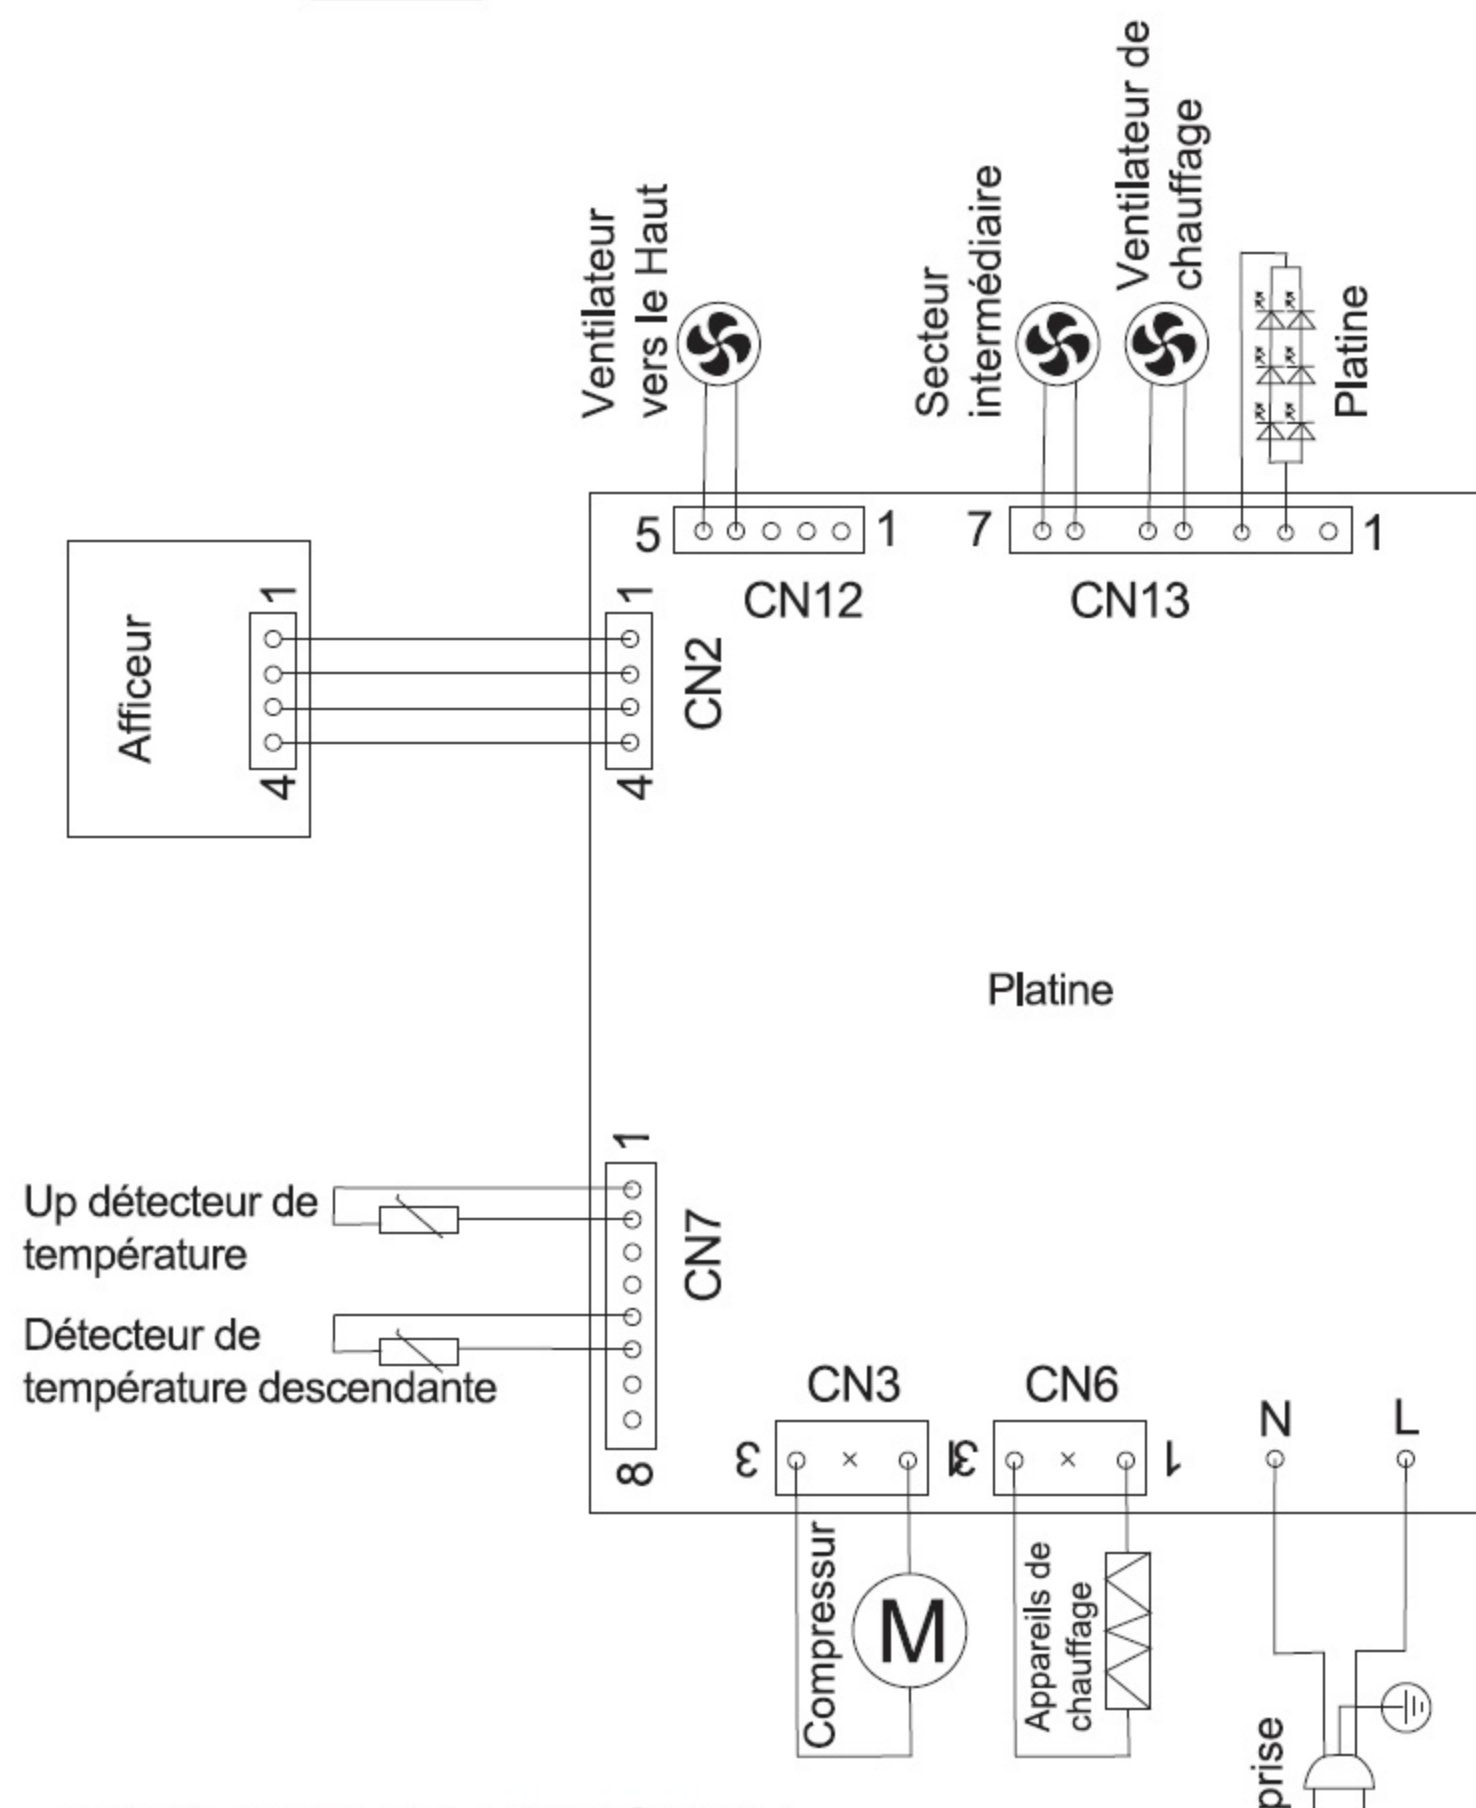 Ventilateur
vers le Haut
Secteur
intermédiaire
Ventilateur de
chauffage
Platine
5
1
7
1
CN12
CN13
Afficeur
1
4
1
4
CN2
Platine
Up détecteur de
température
Détecteur de
température descendante
1
8
CN7
CN3
CN6
N
L
3
1
3
1
Compressur
M
Appareils de
chauffage
prise